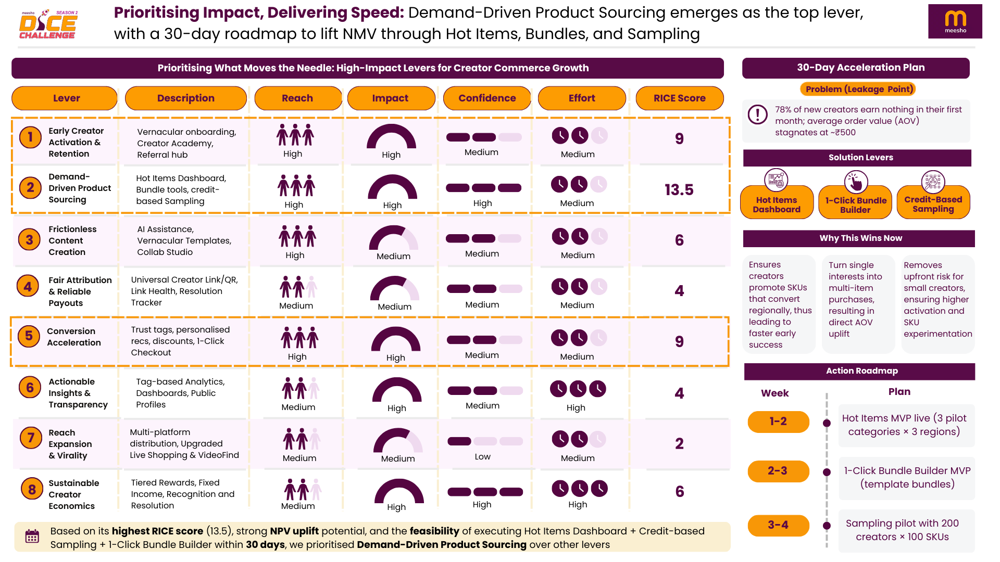 meesho SEASON 2
DICE
CHALLENGE
Prioritising Impact, Delivering Speed: Demand-Driven Product Sourcing emerges as the top lever,
with a 30-day roadmap to lift NMV through Hot Items, Bundles, and Sampling
meesho
Prioritising What Moves the Needle: High-Impact Levers for Creator Commerce Growth
Lever Description Reach Impact Confidence Effort RICE Score
1
Early Creator
Activation &
Retention
Vernacular onboarding,
Creator Academy,
Referral hub
High High Medium Medium 9
2
Demand-
Driven Product
Sourcing
Hot Items Dashboard,
Bundle tools, credit-
based Sampling
High High High Medium 13.5
3
Frictionless
Content
Creation
AI Assistance,
Vernacular Templates,
Collab Studio
High Medium Medium Medium 6
4
Fair Attribution
& Reliable
Payouts
Universal Creator Link/QR,
Link Health, Resolution
Tracker
Medium Medium Medium Medium 4
5
Conversion
Acceleration
Trust tags, personalised
recs, discounts, 1-Click
Checkout
High High Medium Medium 9
6
Actionable
Insights &
Transparency
Tag-based Analytics,
Dashboards, Public
Profiles
Medium High Medium High 4
7
Reach
Expansion
& Virality
Multi-platform
distribution, Upgraded
Live Shopping & VideoFind
Medium Medium Low Medium 2
8
Sustainable
Creator
Economics
Tiered Rewards, Fixed
Income, Recognition and
Resolution
Medium High High High 6
Based on its highest RICE score (13.5), strong NPV uplift potential, and the feasibility of executing Hot Items Dashboard + Credit-based
Sampling + 1-Click Bundle Builder within 30 days, we prioritised Demand-Driven Product Sourcing over other levers
30-Day Acceleration Plan
Problem (Leakage Point)
78% of new creators earn nothing in their first
month; average order value (AOV)
stagnates at ~₹500
Solution Levers
Hot Items
Dashboard
1-Click Bundle
Builder
Credit-Based
Sampling
Why This Wins Now
Ensures
creators
promote SKUs
that convert
regionally, thus
leading to
faster early
success
Turn single
interests into
multi-item
purchases,
resulting in
direct AOV
uplift
Removes
upfront risk for
small creators,
ensuring higher
activation and
SKU
experimentation
Action Roadmap
Week Plan
1-2
Hot Items MVP live (3 pilot
categories × 3 regions)
2-3
1-Click Bundle Builder MVP
(template bundles)
3-4
Sampling pilot with 200
creators × 100 SKUs